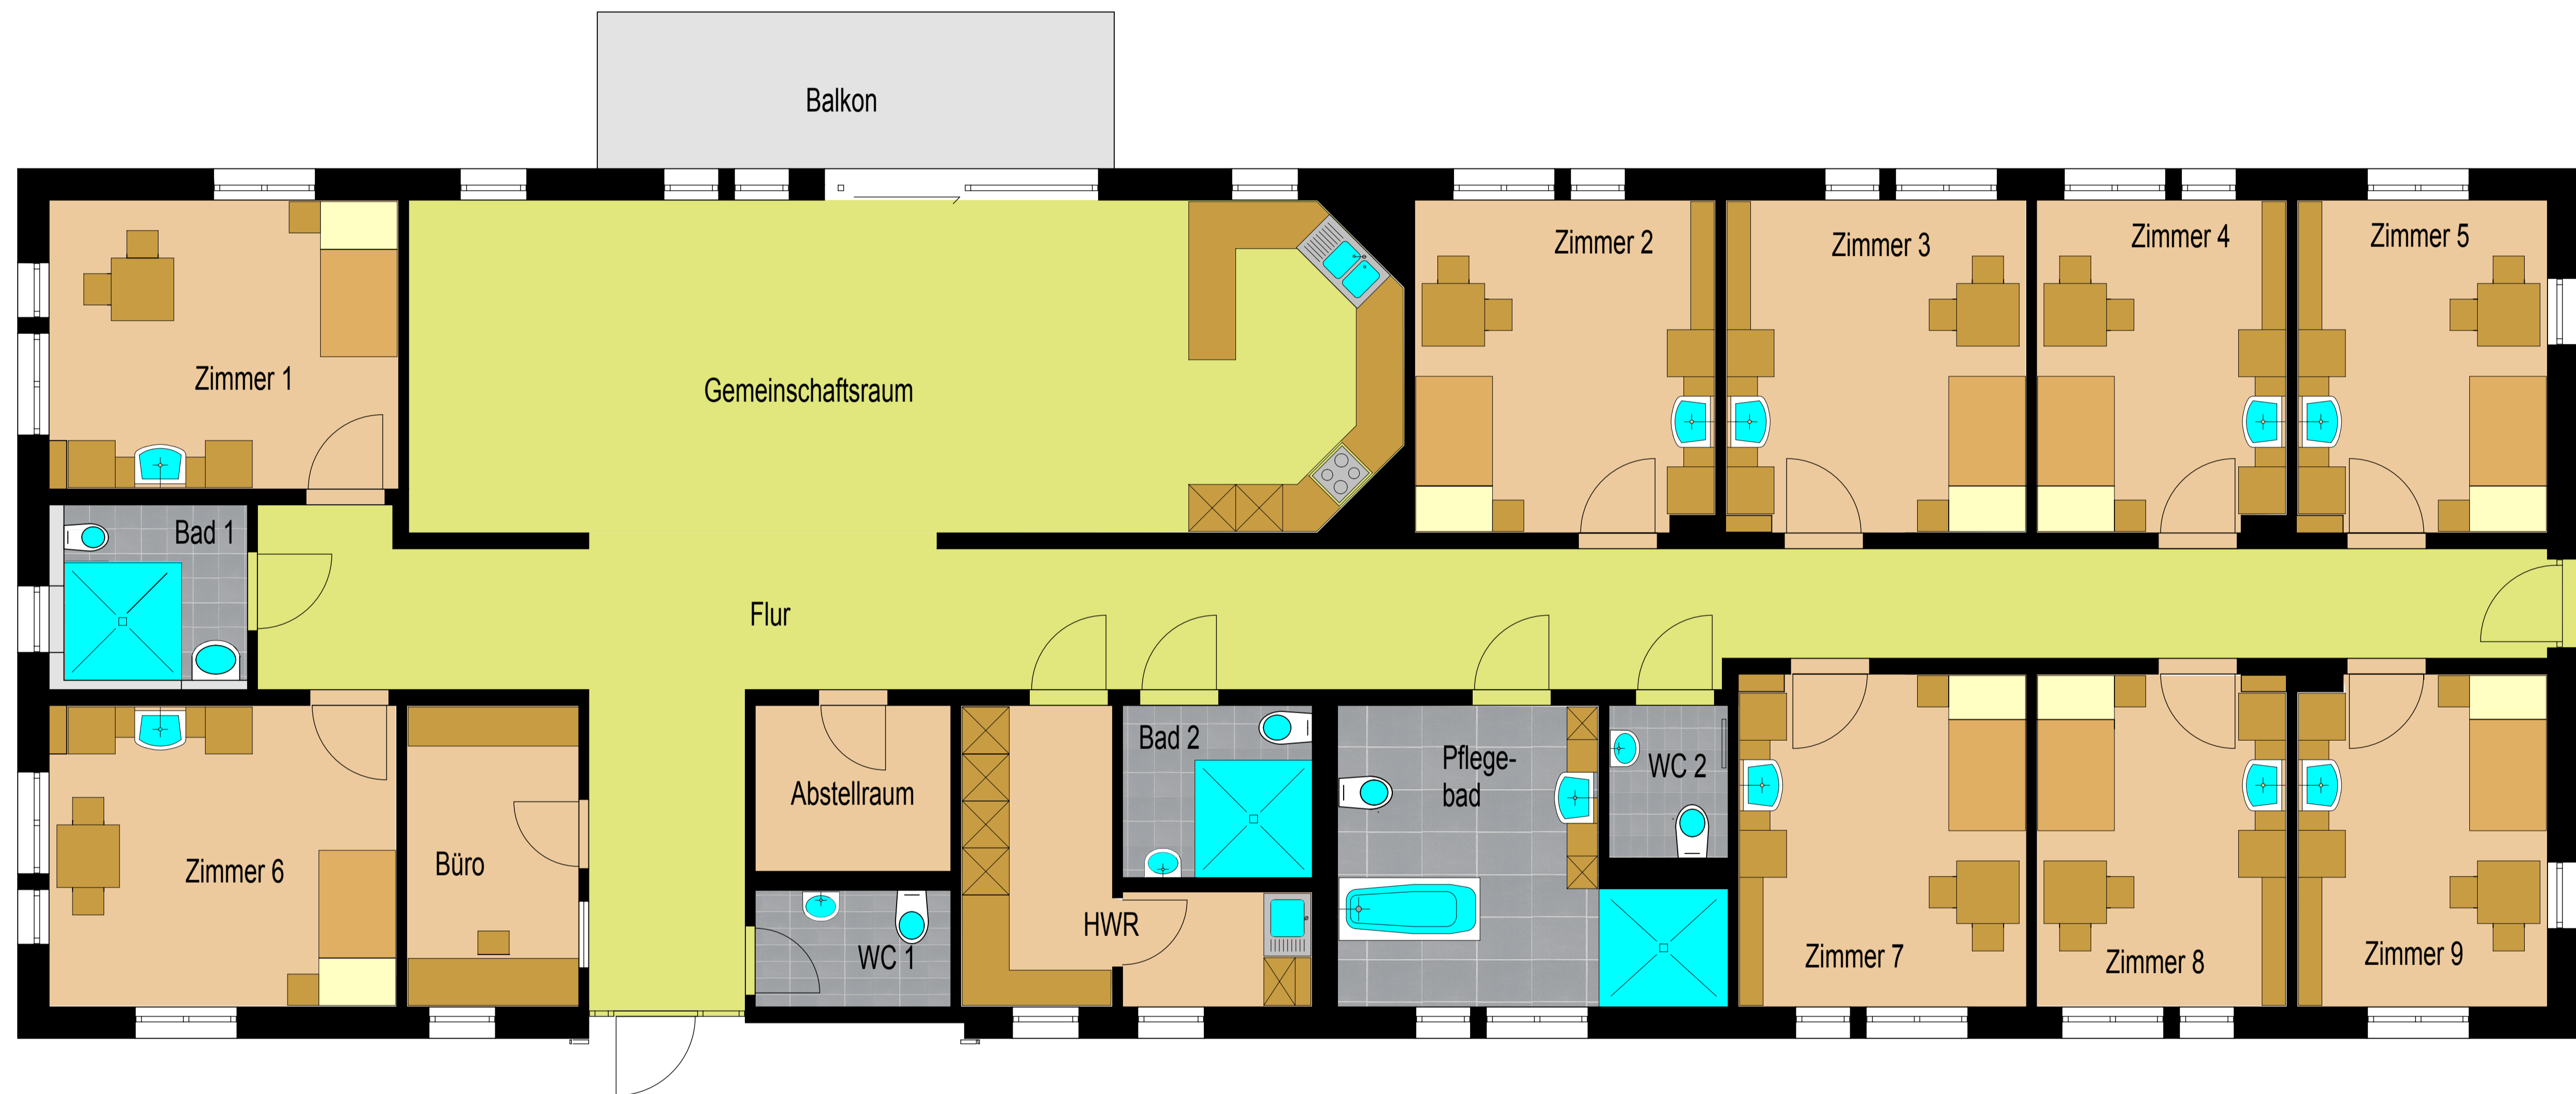 Balkon
Zimmer 1
Gemeinschaftsraum
Zimmer 2
Zimmer 3
Zimmer 4
Zimmer 5
Bad 1
Flur
Zimmer 6
Büro
Abstellraum
WC 1
HWR
Bad 2
Pflege-
bad
WC 2
Zimmer 7
Zimmer 8
Zimmer 9